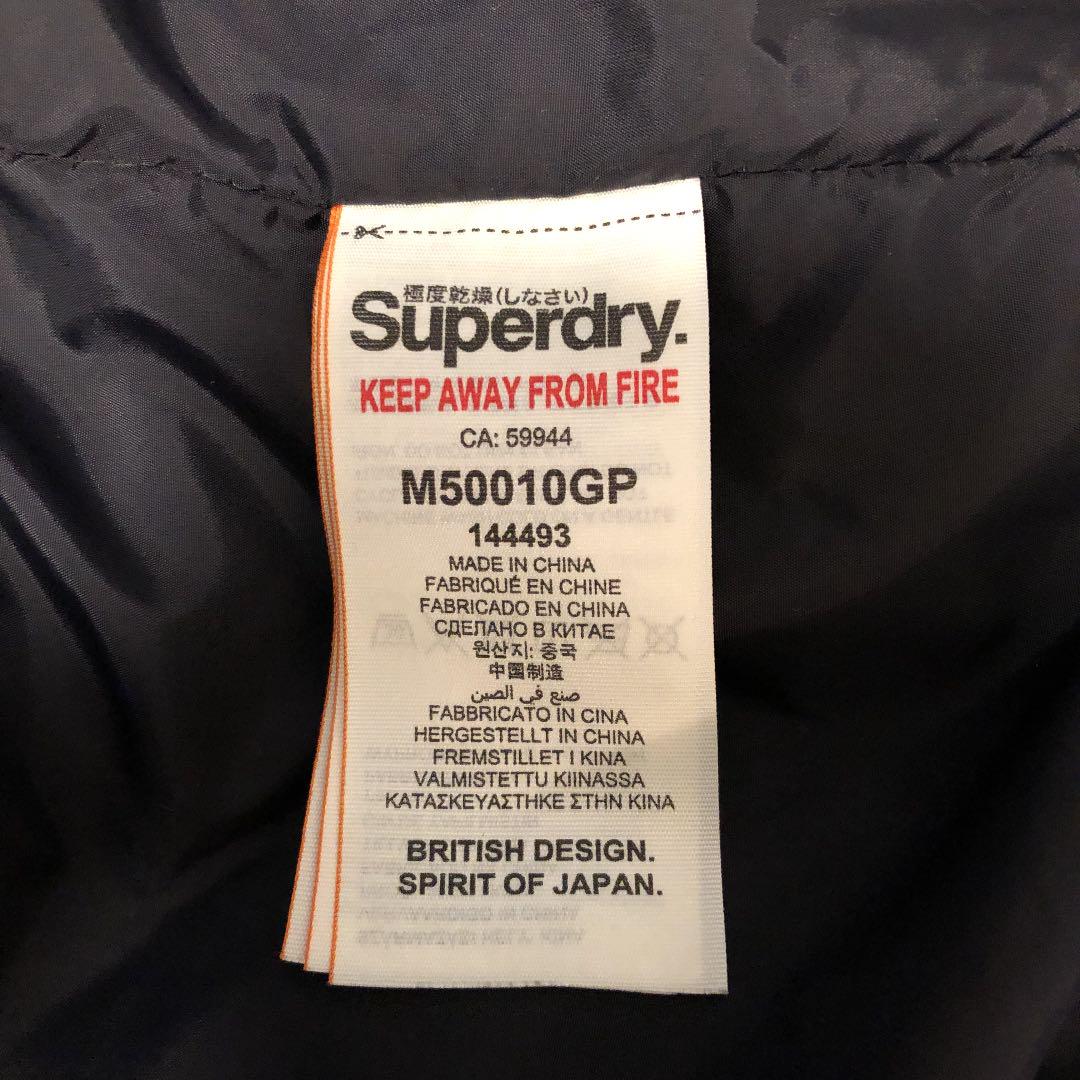 極度乾燥(しなさい)
Superdry.
KEEP AWAY FROM FIRE
CA: 59944
M50010GP
144493
MADE IN CHINA
FABRIQUÉ EN CHINE
FABRICADO EN CHINA
СДЕЛАНО В КИТАЕ
원산지: 중국
中国制造
صنع في الصين
FABBRICATO IN CINA
HERGESTELLT IN CHINA
FREMSTILLET I KINA
VALMISTETTU KIINASSA
ΚΑΤΑΣΚΕΥΑΣΤΗΚΕ ΣΤΗΝ ΚΙΝΑ
BRITISH DESIGN.
SPIRIT OF JAPAN.